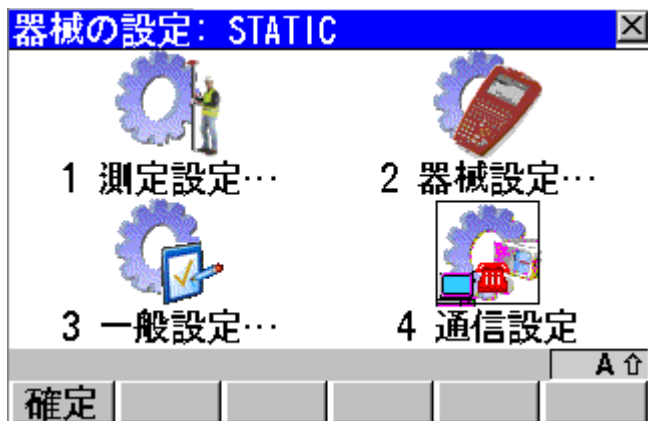 器械の設定: STATIC
1 測定設定…
2 器械設定…
3 一般設定…
4 通信設定
A⇧
確定